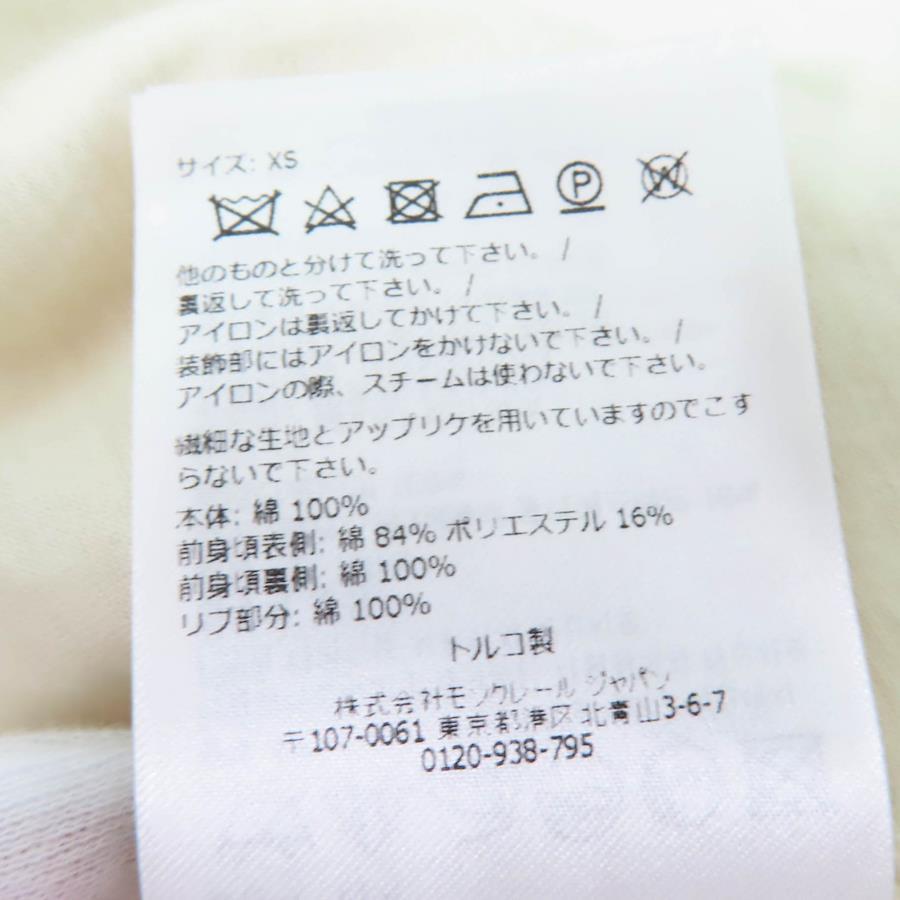 サイズ: XS
他のものと分けて洗って下さい。 /
裏返して洗って下さい。 /
アイロンは裏返してかけて下さい。 /
装飾部にはアイロンをかけないで下さい。 /
アイロンの際、スチームは使わないで下さい。
繊細な生地とアップリケを用いていますのでこす
らないで下さい。
本体: 綿 100%
前身頃表側: 綿 84% ポリエステル 16%
前身頃裏側: 綿 100%
リブ部分: 綿 100%
トルコ製
株式会社モンクレール ジャパン
〒107-0061 東京都港区北青山3-6-7
0120-938-795